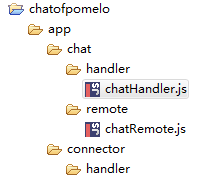 chatofpomelo
app
chat
handler
chatHandler.js
remote
chatRemote.js
connector
handler